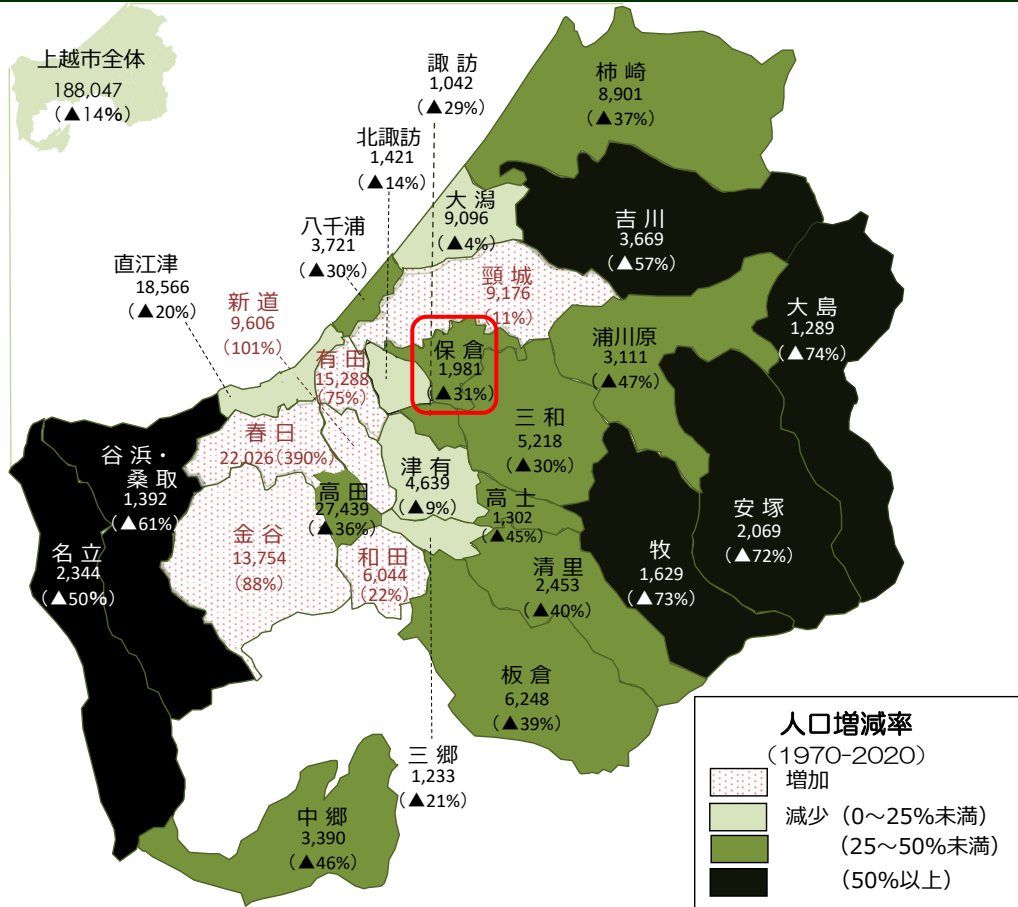 上越市全体
188,047
(▲14%)
諏訪
1,042
(▲29%)
柿崎
8,901
(▲37%)
北諏訪
1,421
(▲14%)
大潟
9,096
(▲4%)
吉川
3,669
(△57%)
八千浦
3,721
(▲30%)
直江津
18,566
(▲20%)
新道
9,606
(101%)
頸城
9,176
(11%)
大島
1,289
(△74%)
有田
15,288
(75%)
保倉
1,981
(▲31%)
浦川原
3,111
(▲47%)
三和
5,218
(▲30%)
春日
22,026(390%)
谷浜・
桑取
1,392
(△61%)
津有
4,639
(▲9%)
高田
27,439
(▲36%)
高士
1,302
(▲45%)
安塚
2,069
(△72%)
金谷
13,754
(88%)
和田
6,044
(22%)
名立
2,344
(△50%)
清里
2,453
(▲40%)
牧
1,629
(△73%)
板倉
6,248
(▲39%)
三郷
1,233
(▲21%)
中郷
3,390
(▲46%)
人口増減率
(1970-2020)
増加
減少(0～25%未満)
(25～50%未満)
(50%以上)